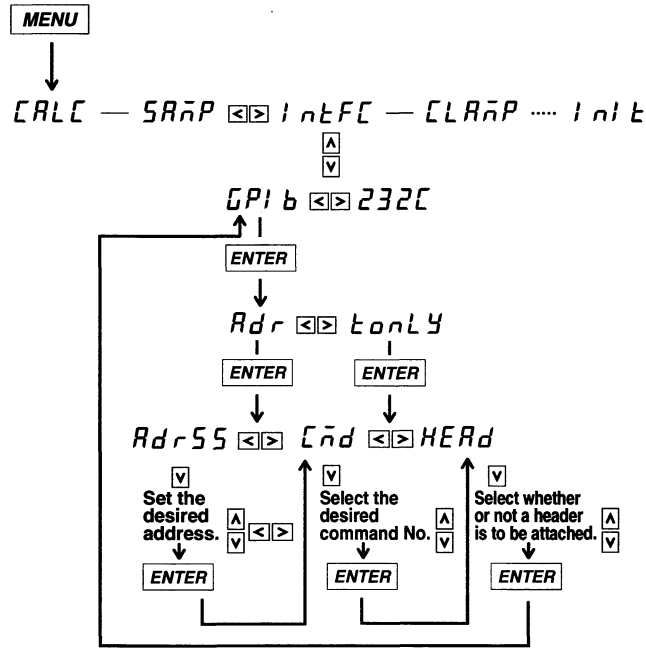 MENU
CALC — SAmP < > IntFC — CLAmP ..... InIt
∧
∨
GPIb < > 232C
ENTER
Adr < > tonLY
ENTER ENTER
AdrSS < > Cmd < > HEAd
∨ ∨ ∨
Set the desired address. ∧ ∨ < >
Select the desired command No. ∧ ∨
Select whether or not a header is to be attached. ∧ ∨
ENTER ENTER ENTER